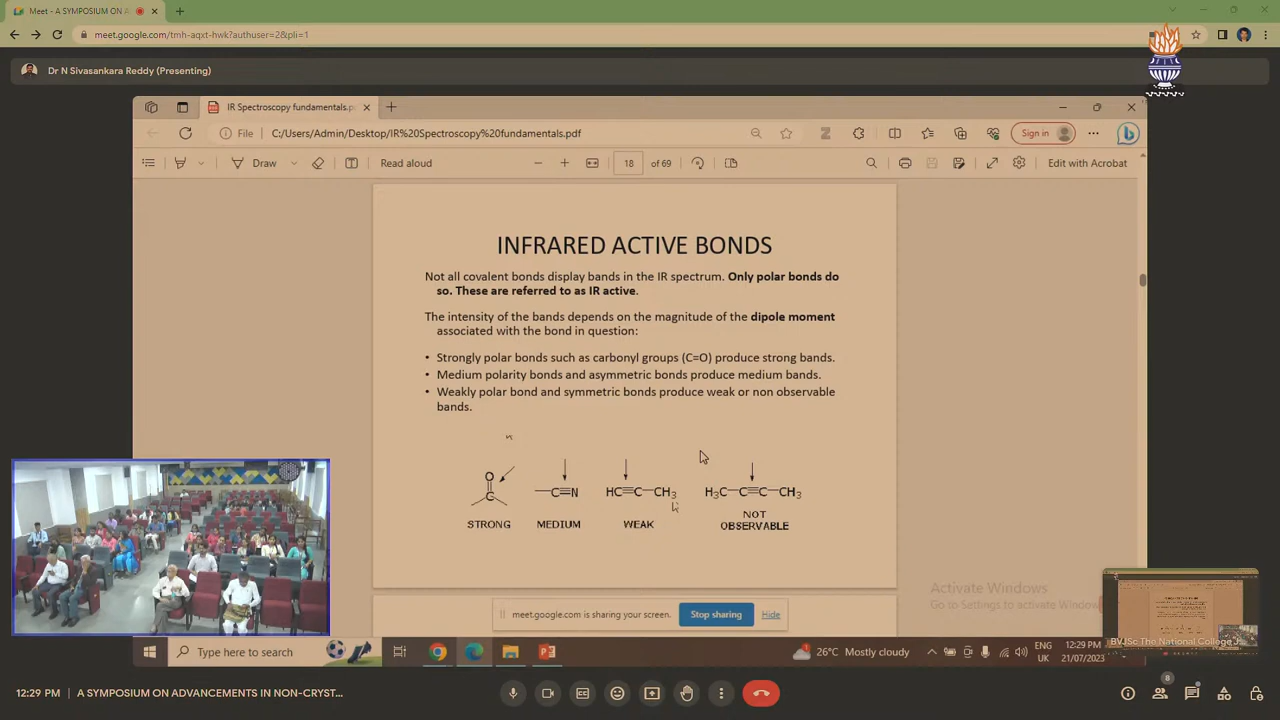 Meet - A SYMPOSIUM ON A
meet.google.com/tmh-aqxt-hwk?authuser=2&pli=1
Dr N Sivasankara Reddy (Presenting)
IR Spectroscopy fundamentals.p
File C:/Users/Admin/Desktop/IR%20Spectroscopy%20fundamentals.pdf
Sign in
Draw Read aloud 18 of 69 Edit with Acrobat
INFRARED ACTIVE BONDS
Not all covalent bonds display bands in the IR spectrum. Only polar bonds do
so. These are referred to as IR active.
The intensity of the bands depends on the magnitude of the dipole moment
associated with the bond in question:
• Strongly polar bonds such as carbonyl groups (C=O) produce strong bands.
• Medium polarity bonds and asymmetric bonds produce medium bands.
• Weakly polar bond and symmetric bonds produce weak or non observable
bands.
O
C
—C≡N
HC≡C—CH3
H3C—C≡C—CH3
STRONG
MEDIUM
WEAK
NOT
OBSERVABLE
Activate Windows
Go to Settings to activate Windows
meet.google.com is sharing your screen. Stop sharing Hide
BVJSc The National College J
Type here to search
26°C Mostly cloudy
ENG
UK
12:29 PM
21/07/2023
12:29 PM | A SYMPOSIUM ON ADVANCEMENTS IN NON-CRYST...
8